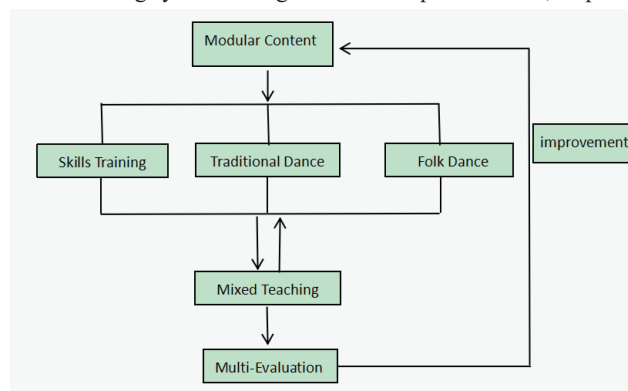 Modular Content
improvement
Skills Training
Traditional Dance
Folk Dance
Mixed Teaching
Multi-Evaluation